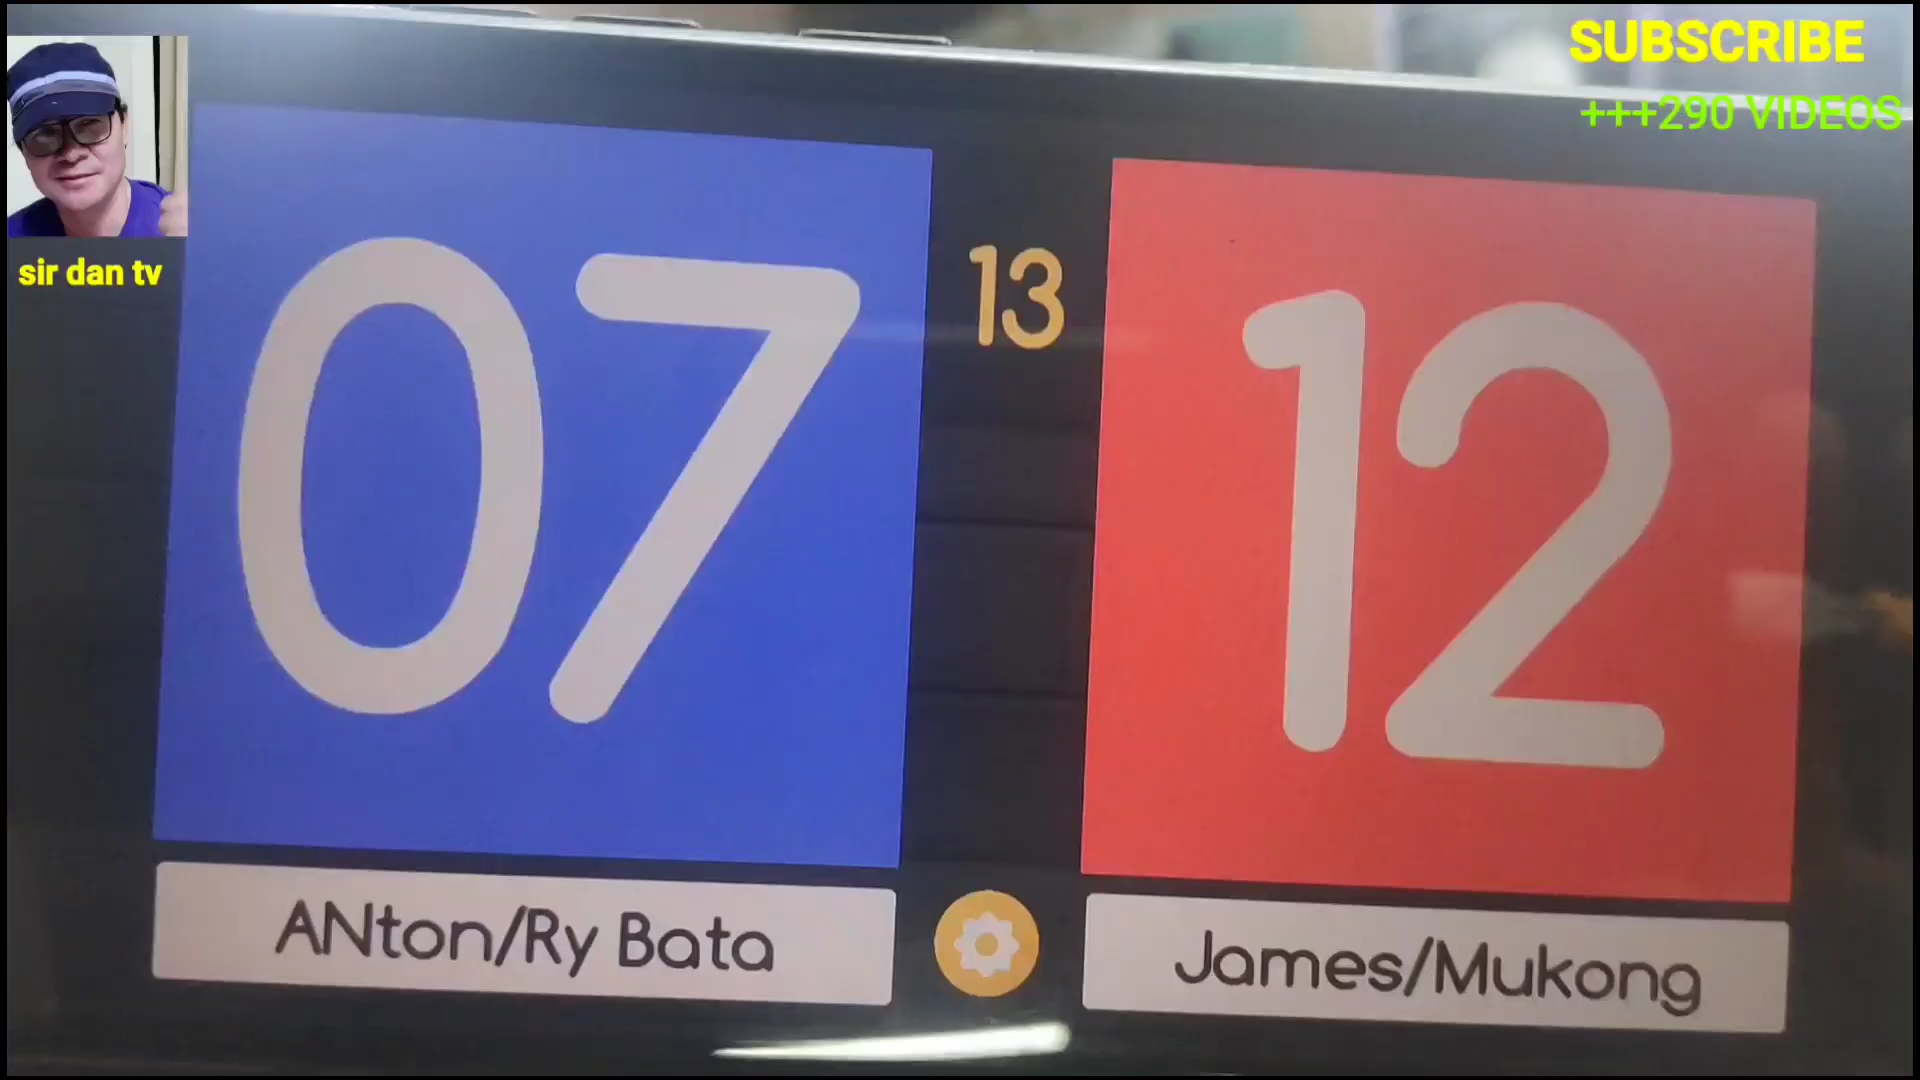 SUBSCRIBE
+++290 VIDEOS
sir dan tv
07
13
12
ANton/Ry Bata
James/Mukong